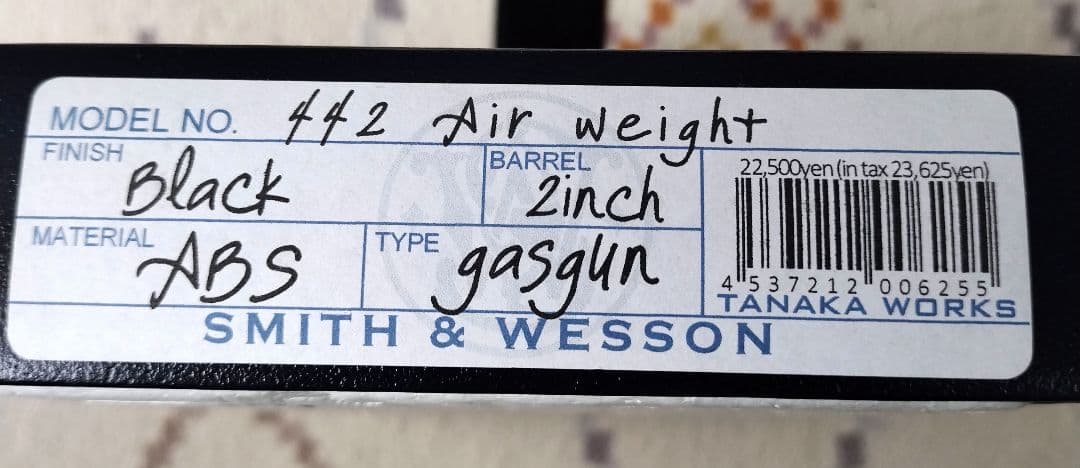 MODEL NO. 442 Air weight
FINISH Black
BARREL 2inch
22,500yen (in tax 23,625yen)
MATERIAL ABS
TYPE gasgun
4 537212 006255
TANAKA WORKS
SMITH & WESSON